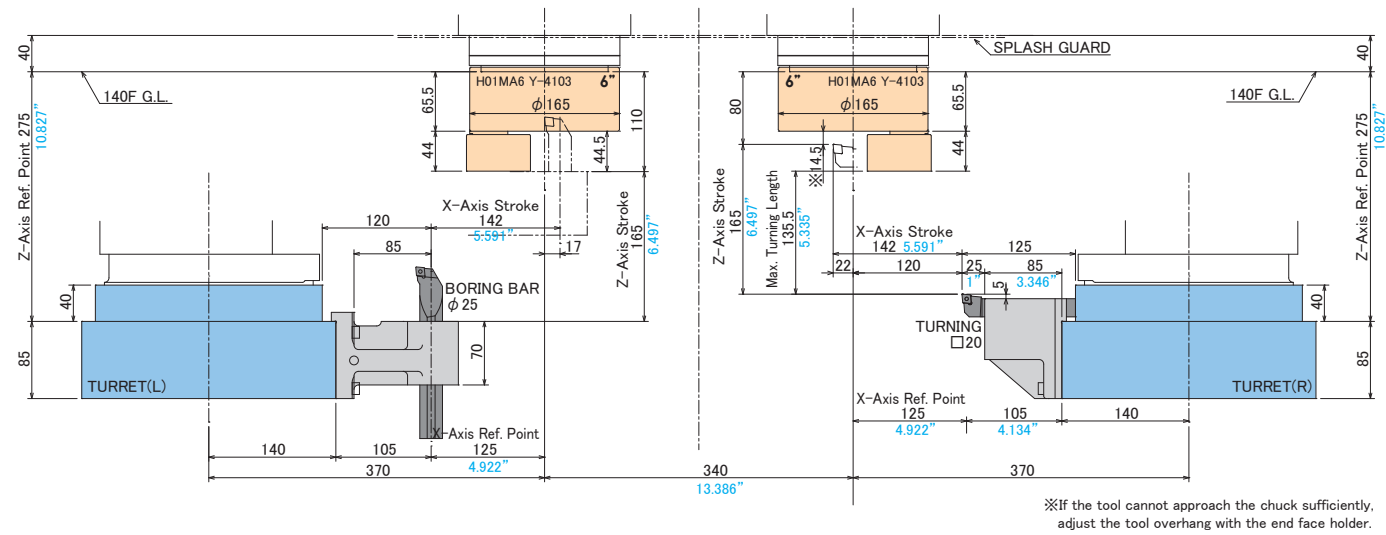 SPLASH GUARD
40
40
H01MA6 Y-4103
6”
6”
H01MA6 Y-4103
140F G.L.
140F G.L.
φ165
φ165
65.5
110
80
65.5
44
44.5
※14.5
44
Z-Axis Ref. Point 275
10.827”
Z-Axis Ref. Point 275
10.827”
X-Axis Stroke
120
142
5.591”
85
17
Z-Axis Stroke
165
6.497”
Z-Axis Stroke
165
6.497”
Max. Turning Length
135.5
5.335”
X-Axis Stroke
142 5.591”
125
22
120
25
1”
85
3.346”
5
BORING BAR
φ25
TURNING
□20
40
40
85
70
85
TURRET(L)
TURRET(R)
X-Axis Ref. Point
140
105
125
4.922”
X-Axis Ref. Point
125
4.922”
105
4.134”
140
370
340
13.386”
370
※If the tool cannot approach the chuck sufficiently,
adjust the tool overhang with the end face holder.